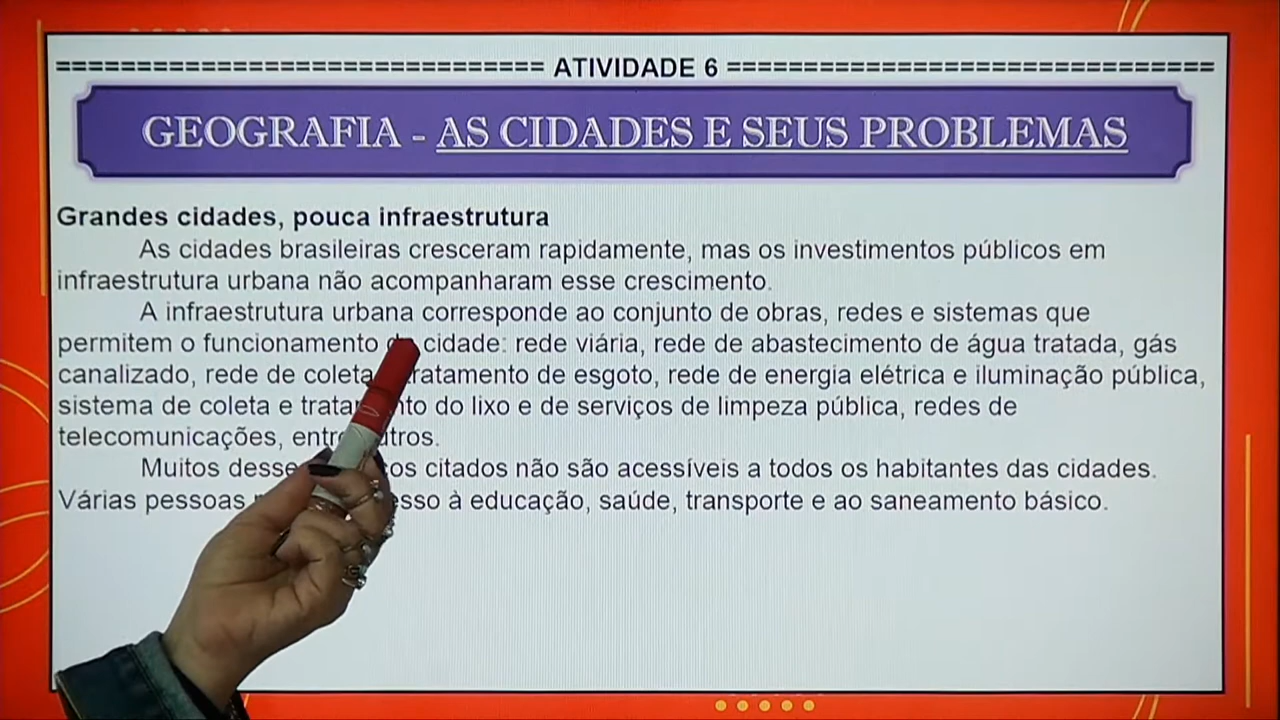 ============================== ATIVIDADE 6 ==============================
GEOGRAFIA - AS CIDADES E SEUS PROBLEMAS
Grandes cidades, pouca infraestrutura
As cidades brasileiras cresceram rapidamente, mas os investimentos públicos em
infraestrutura urbana não acompanharam esse crescimento.
A infraestrutura urbana corresponde ao conjunto de obras, redes e sistemas que
permitem o funcionamento cidade: rede viária, rede de abastecimento de água tratada, gás
canalizado, rede de coleta tratamento de esgoto, rede de energia elétrica e iluminação pública,
sistema de coleta e tratamento do lixo e de serviços de limpeza pública, redes de
telecomunicações, entre outros.
Muitos citados não são acessíveis a todos os habitantes das cidades.
Várias pessoas à educação, saúde, transporte e ao saneamento básico.